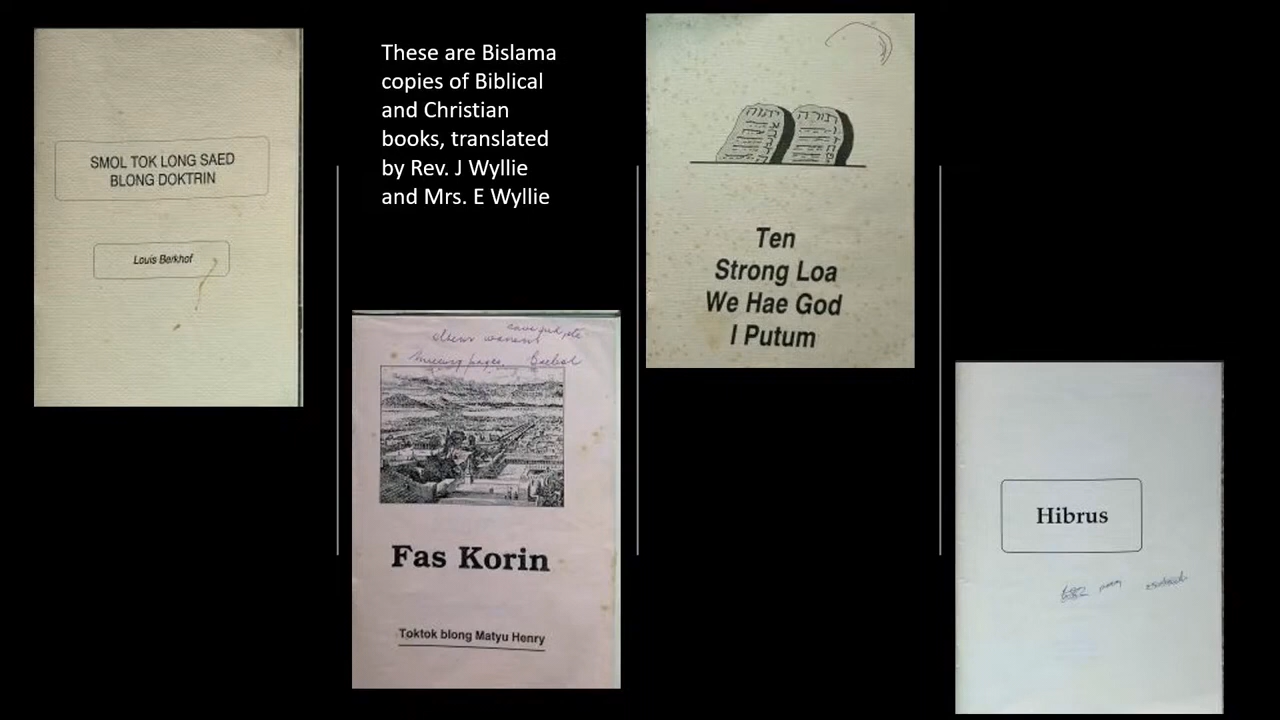 SMOL TOK LONG SAED
BLONG DOKTRIN
Louis Berkhof
These are Bislama
copies of Biblical
and Christian
books, translated
by Rev. J Wyllie
and Mrs. E Wyllie
Fas Korin
Toktok blong Matyu Henry
Ten
Strong Loa
We Hae God
I Putum
Hibrus